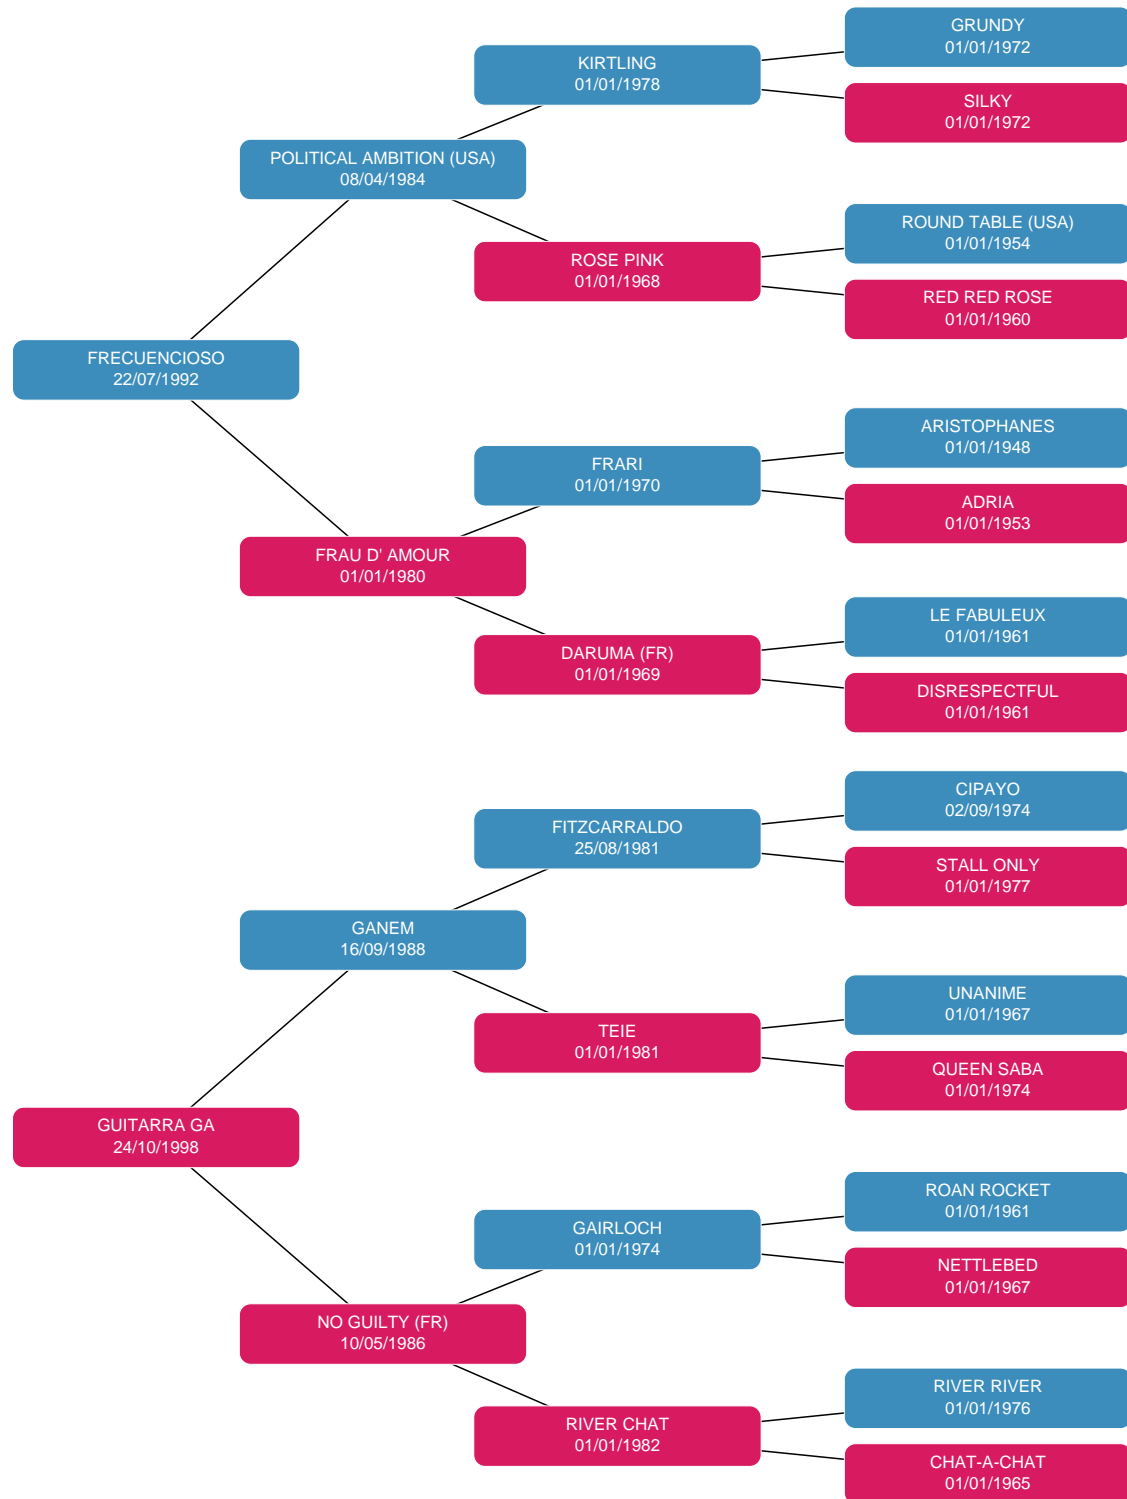 GRUNDY
01/01/1972
KIRTLING
01/01/1978
SILKY
01/01/1972
POLITICAL AMBITION (USA)
08/04/1984
ROUND TABLE (USA)
01/01/1954
ROSE PINK
01/01/1968
RED RED ROSE
01/01/1960
FRECUENCIOSO
22/07/1992
ARISTOPHANES
01/01/1948
FRARI
01/01/1970
ADRIA
01/01/1953
FRAU D' AMOUR
01/01/1980
LE FABULEUX
01/01/1961
DARUMA (FR)
01/01/1969
DISRESPECTFUL
01/01/1961
CIPAYO
02/09/1974
FITZCARRALDO
25/08/1981
STALL ONLY
01/01/1977
GANEM
16/09/1988
UNANIME
01/01/1967
TEIE
01/01/1981
QUEEN SABA
01/01/1974
GUITARRA GA
24/10/1998
ROAN ROCKET
01/01/1961
GAIRLOCH
01/01/1974
NETTLEBED
01/01/1967
NO GUILTY (FR)
10/05/1986
RIVER RIVER
01/01/1976
RIVER CHAT
01/01/1982
CHAT-A-CHAT
01/01/1965